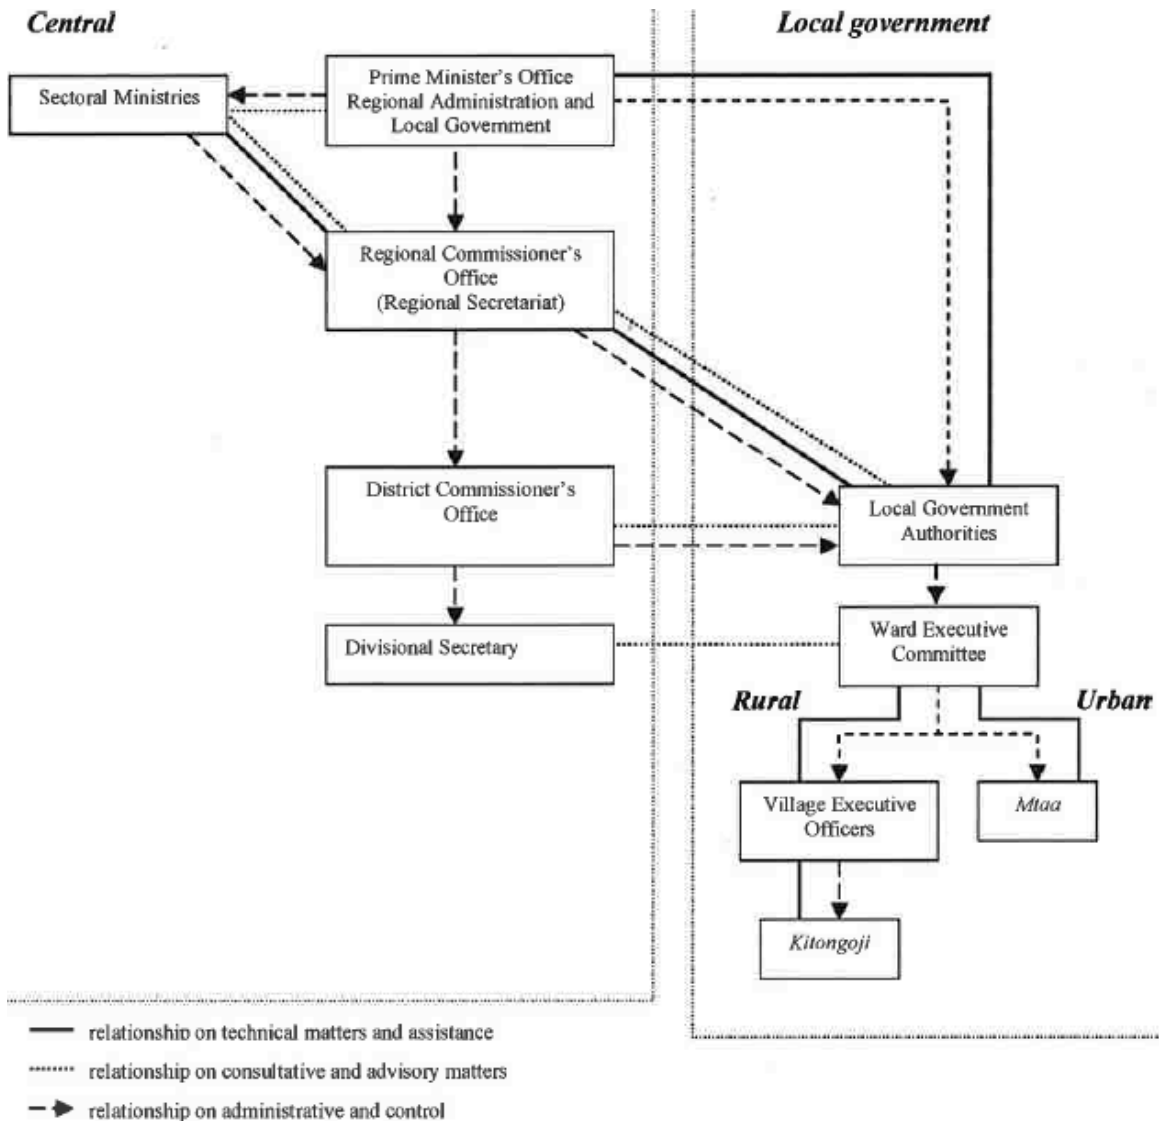 Central
Local government
Sectoral Ministries
Prime Minister's Office
Regional Administration and
Local Government
Regional Commissioner's
Office
(Regional Secretariat)
District Commissioner's
Office
Local Government
Authorities
Divisional Secretary
Ward Executive
Committee
Rural
Urban
Village Executive
Officers
Mtaa
Kitongoji
relationship on technical matters and assistance
relationship on consultative and advisory matters
relationship on administrative and control